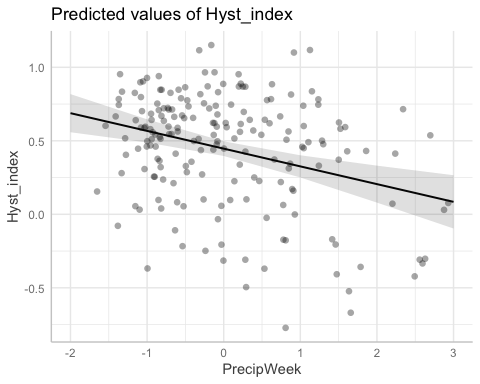 Predicted values of Hyst_index
1.0
0.5
0.0
-0.5
Hyst_index
-2 -1 0 1 2 3
PrecipWeek